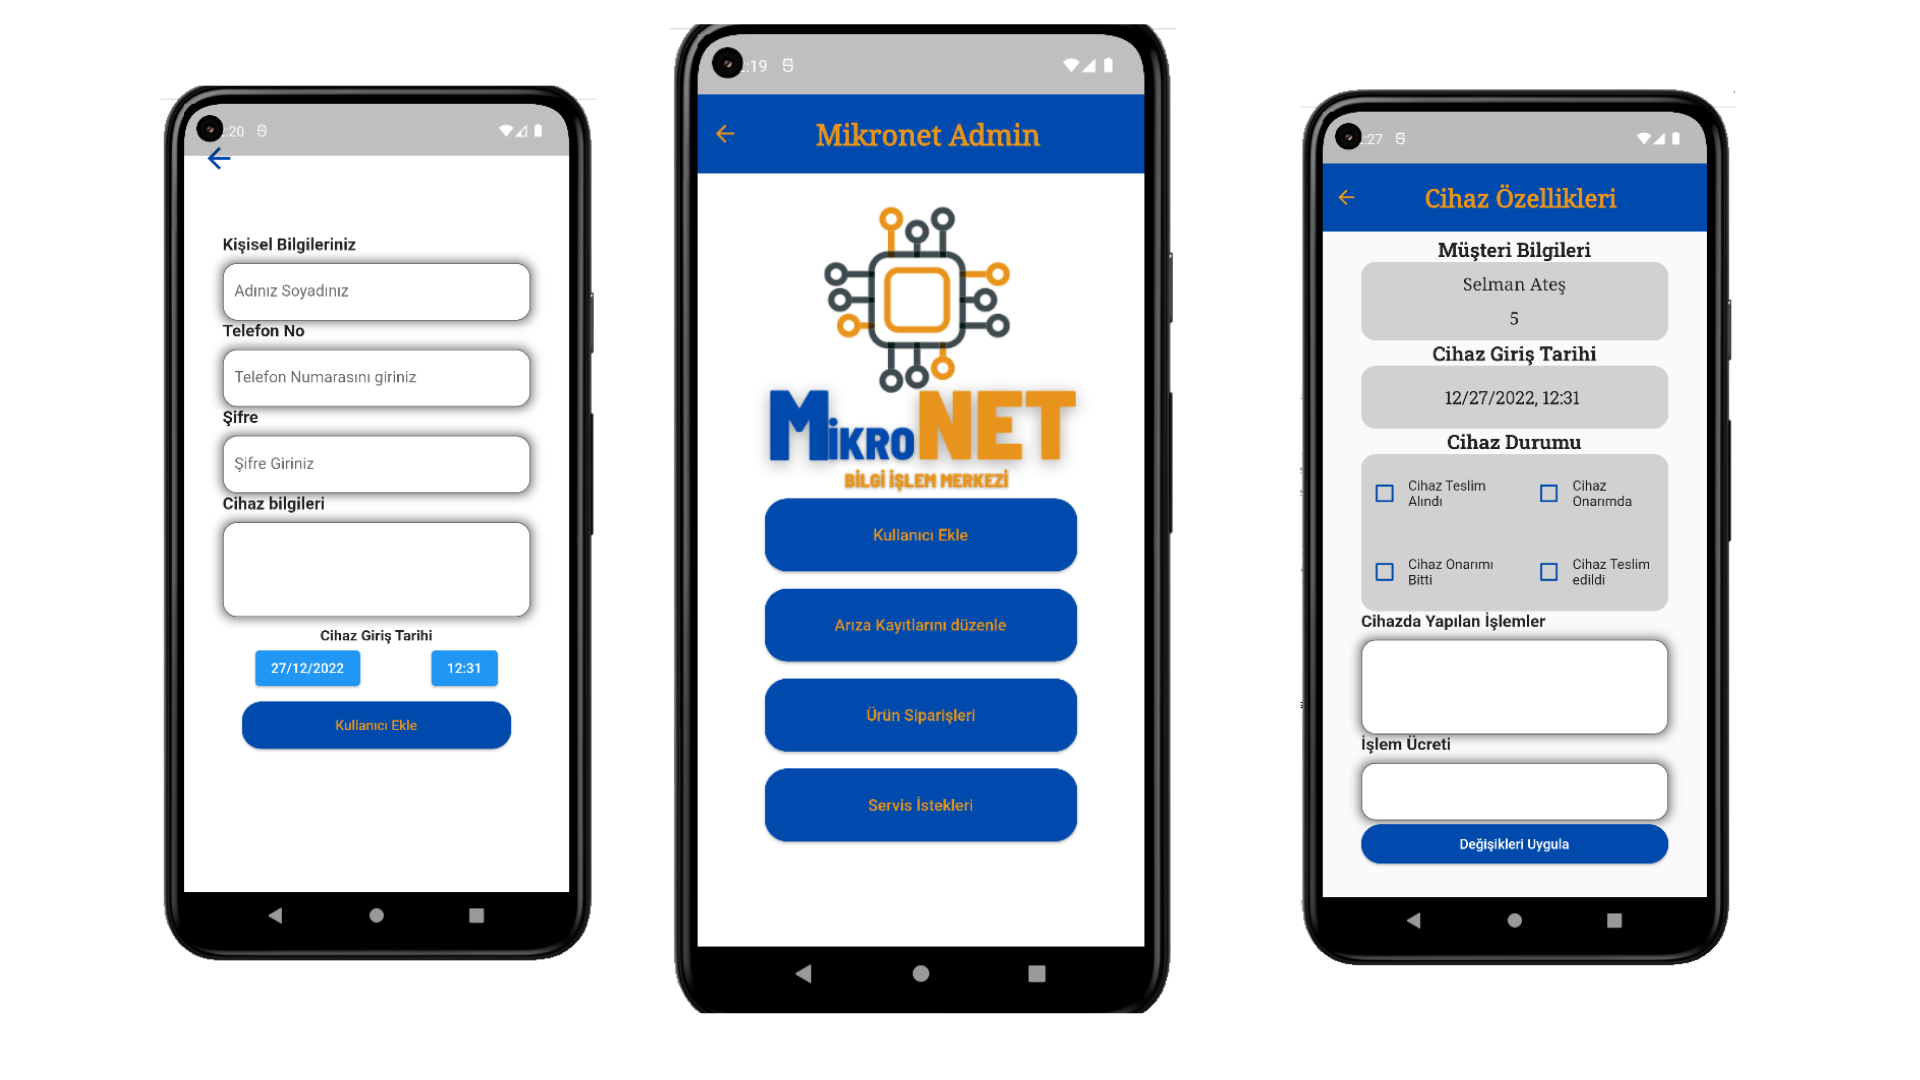 :20
Kişisel Bilgileriniz
Adınız Soyadınız
Telefon No
Telefon Numarasını giriniz
Şifre
Şifre Giriniz
Cihaz bilgileri
Cihaz Giriş Tarihi
27/12/2022
12:31
Kullanıcı Ekle
:19
Mikronet Admin
MİKRONET
BİLGİ İŞLEM MERKEZİ
Kullanıcı Ekle
Arıza Kayıtlarını düzenle
Ürün Siparişleri
Servis İstekleri
:27
Cihaz Özellikleri
Müşteri Bilgileri
Selman Ateş
5
Cihaz Giriş Tarihi
12/27/2022, 12:31
Cihaz Durumu
Cihaz Teslim
Alındı
Cihaz
Onarımda
Cihaz Onarımı
Bitti
Cihaz Teslim
edildi
Cihazda Yapılan İşlemler
İşlem Ücreti
Değişikleri Uygula